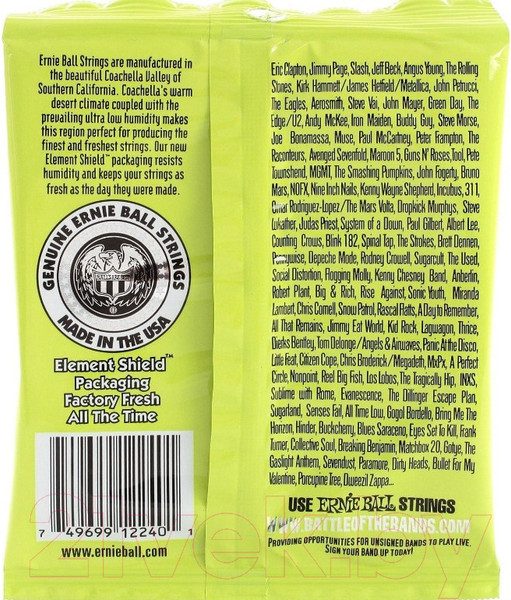 Ernie Ball Strings are manufactured in
the beautiful Coachella Valley of
Southern California. Coachella's warm
desert climate coupled with the
prevailing ultra low humidity makes
this region perfect for producing the
finest and freshest strings. Our new
Element Shield™ packaging resists
humidity and keeps your strings as
fresh as the day they were made.
GENUINE ERNIE BALL STRINGS
MADE IN THE USA
Element Shield™
Packaging
Factory Fresh
All The Time
7 49699 12240 1
www.ernieball.com
Eric Clapton, Jimmy Page, Slash, Jeff Beck, Angus Young, The Rolling
Stones, Kirk Hammett/James Hetfield/Metallica, John Petrucci,
The Eagles, Aerosmith, Steve Vai, John Mayer, Green Day, The
Edge/U2, Andy McKee, Iron Maiden, Buddy Guy, Steve Morse,
Joe Bonamassa, Muse, Paul McCartney, Peter Frampton, The
Raconteurs, Avenged Sevenfold, Maroon 5, Guns N' Roses, Tool, Pete
Townshend, MGMT, The Smashing Pumpkins, John Fogerty, Bruno
Mars, NOFX, Nine Inch Nails, Kenny Wayne Shepherd, Incubus, 311,
Omar Rodriguez-Lopez/The Mars Volta, Dropkick Murphys, Steve
Lukather, Judas Priest, System of a Down, Paul Gilbert, Albert Lee,
Counting Crows, Blink 182, Spinal Tap, The Strokes, Brett Dennen,
Pennywise, Depeche Mode, Rodney Crowell, Sugarcult, The Used,
Social Distortion, Flogging Molly, Kenny Chesney Band, Anberlin,
Robert Plant, Big & Rich, Rise Against, Sonic Youth, Miranda
Lambert, Chris Cornell, Snow Patrol, Rascal Flatts, A Day to Remember,
All That Remains, Jimmy Eat World, Kid Rock, Lagwagon, Thrice,
Dierks Bentley, Tom Delonge/Angels & Airwaves, Panic At the Disco,
Little Feat, Citizen Cope, Chris Broderick/Megadeth, MxPx, A Perfect
Circle, Nonpoint, Reel Big Fish, Los Lobos, The Tragically Hip, INXS,
Sublime with Rome, Evanescence, The Dillinger Escape Plan,
Sugarland, Senses Fail, All Time Low, Gogol Bordello, Bring Me The
Horizon, Hinder, Buckcherry, Blues Saraceno, Eyes Set To Kill, Frank
Turner, Collective Soul, Breaking Benjamin, Matchbox 20, Gotye, The
Gaslight Anthem, Sevendust, Paramore, Dirty Heads, Bullet For My
Valentine, Porcupine Tree, Dweezil Zappa...
USE ERNIE BALL STRINGS
WWW.BATTLEOFTHEBANDS.COM
PROVIDING OPPORTUNITIES FOR UNSIGNED BANDS TO PLAY LIVE.
SIGN YOUR BAND UP TODAY!
21vek.by